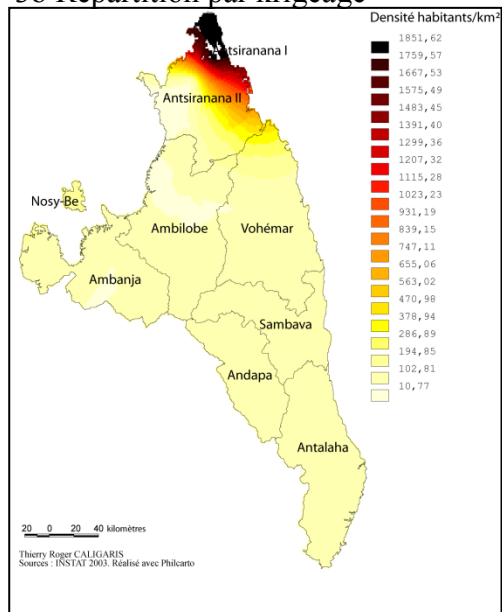 3b Répartition par krigeage
Densité habitants/km²
1851,62
1759,57
1667,53
1575,49
1483,45
1391,40
1299,36
1207,32
1115,28
1023,23
931,19
839,15
747,11
655,06
563,02
470,98
378,94
286,89
194,85
102,81
10,77
Antsiranana I
Antsiranana II
Nosy-Be
Ambilobe
Vohémar
Ambanja
Sambava
Andapa
Antalaha
20 0 20 40 kilomètres
Thierry Roger CALIGARIS
Sources : INSTAT 2003. Réalisé avec Philcarto